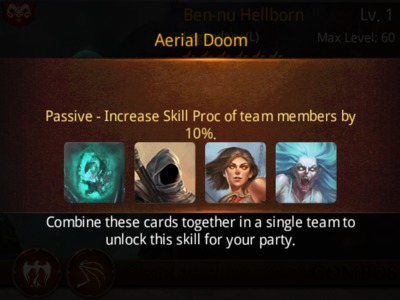 Ben-nu Hellborn
Lv. 1
Aerial Doom
Max Level: 60
Passive - Increase Skill Proc of team members by
10%.
Combine these cards together in a single team to
unlock this skill for your party.